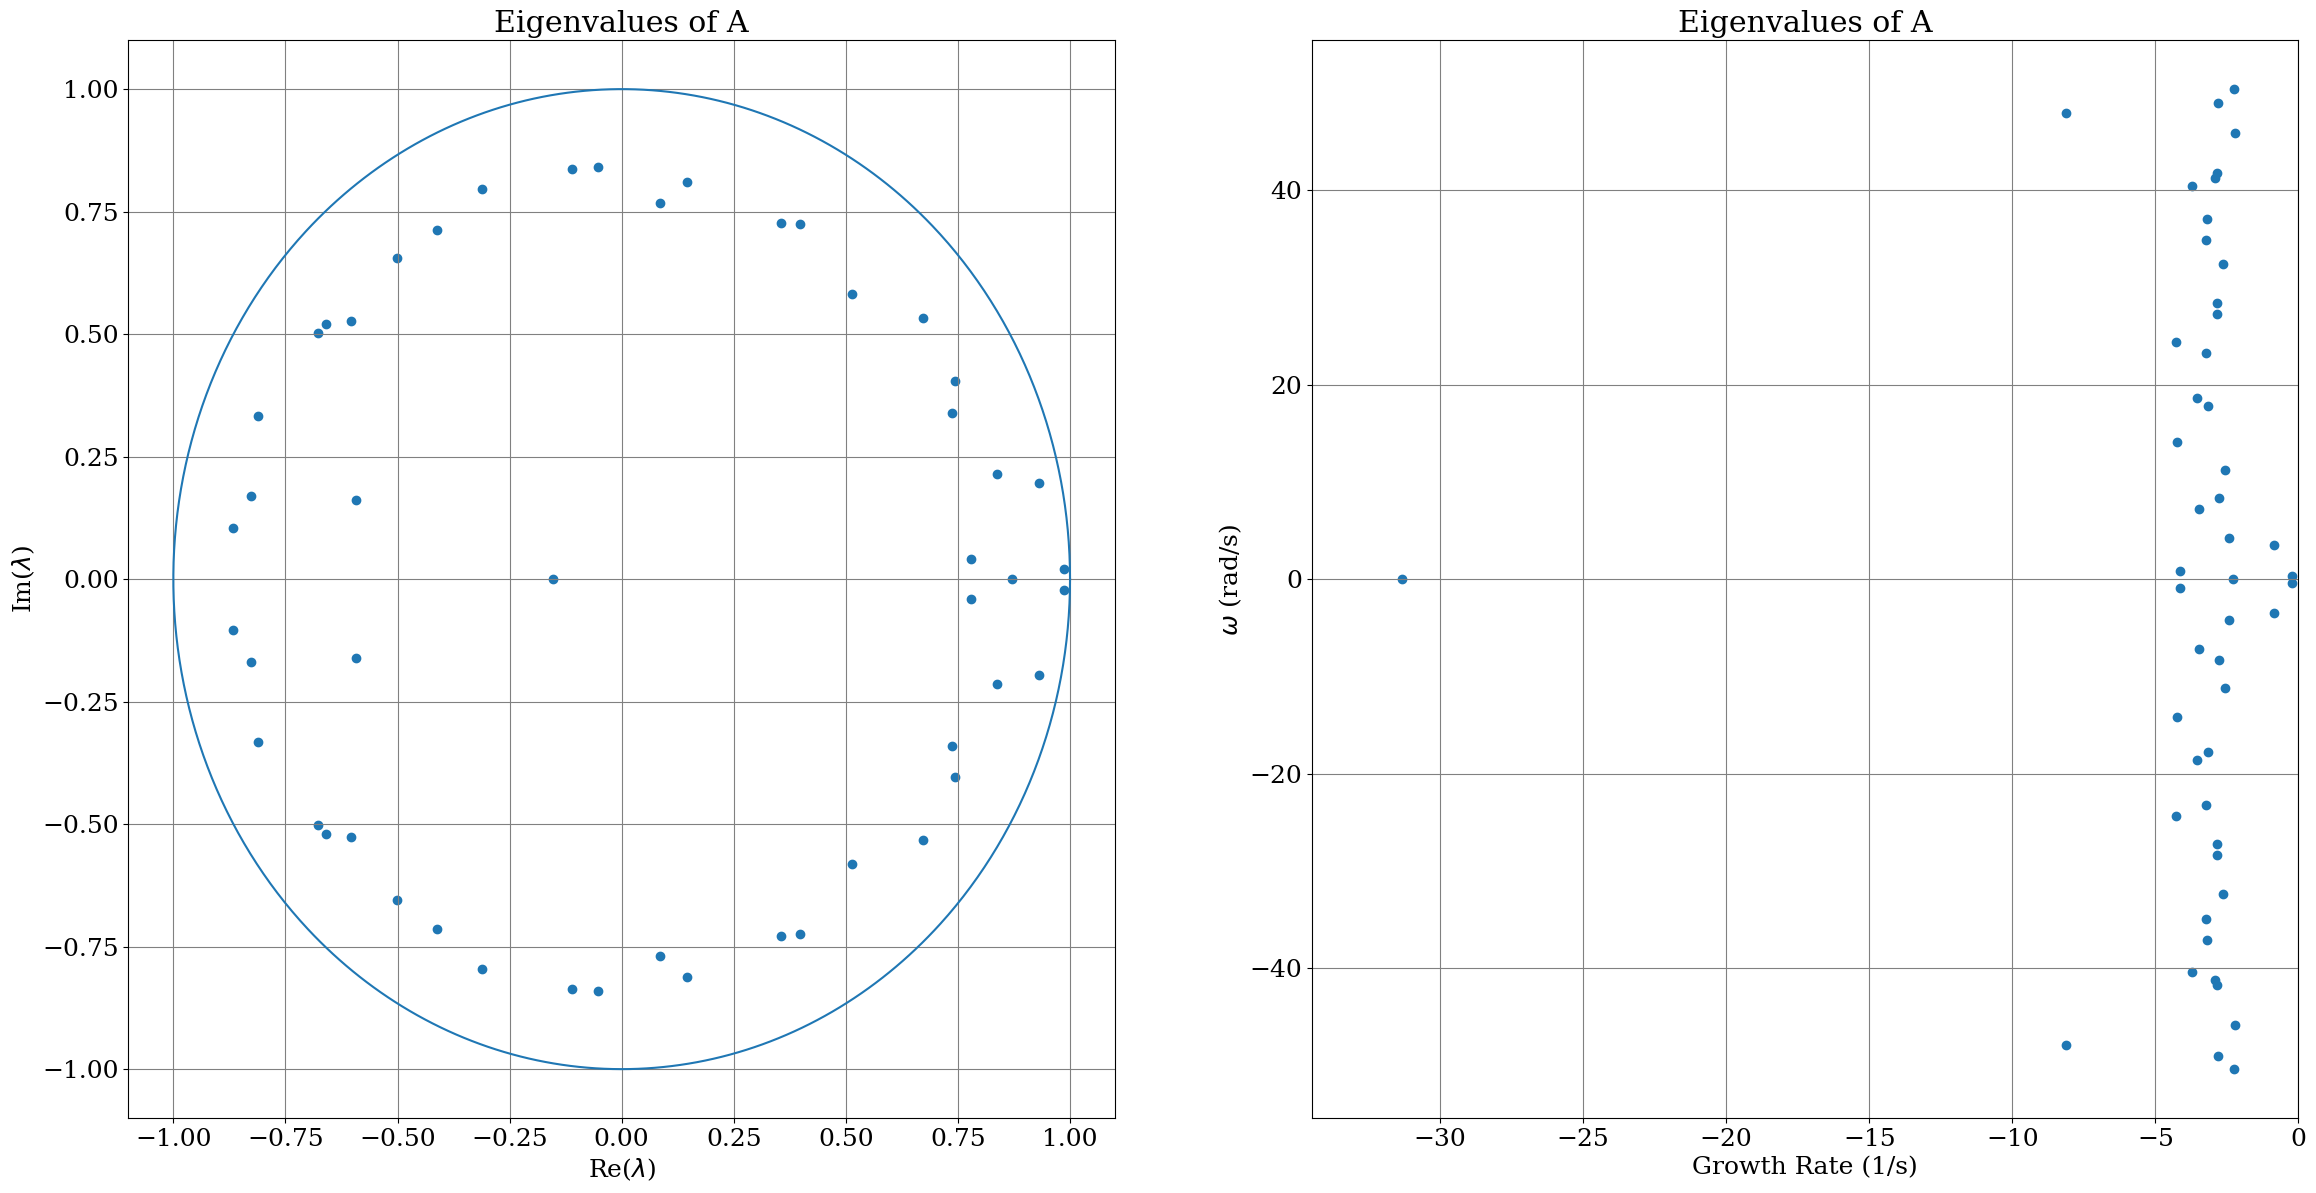 Eigenvalues of A
1.00
0.75
0.50
0.25
0.00
−0.25
−0.50
−0.75
−1.00
Im(λ)
−1.00 −0.75 −0.50 −0.25 0.00 0.25 0.50 0.75 1.00
Re(λ)
Eigenvalues of A
40
20
0
−20
−40
ω (rad/s)
−30 −25 −20 −15 −10 −5 0
Growth Rate (1/s)